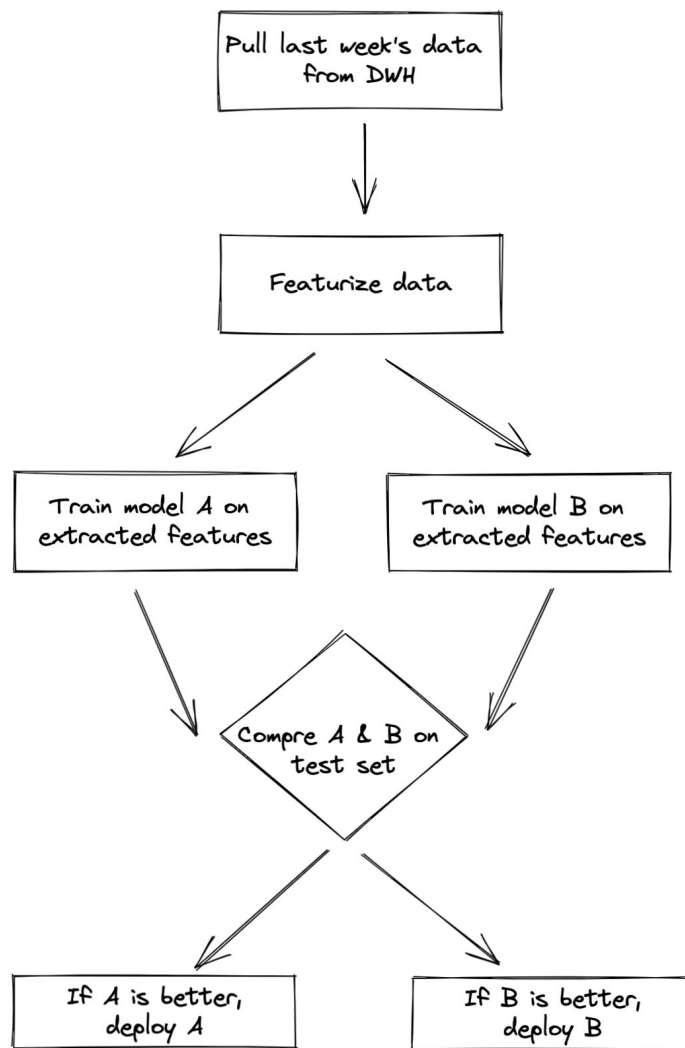 Pull last week's data
from DWH
Featurize data
Train model A on
extracted features
Train model B on
extracted features
Compre A & B on
test set
If A is better,
deploy A
If B is better,
deploy B